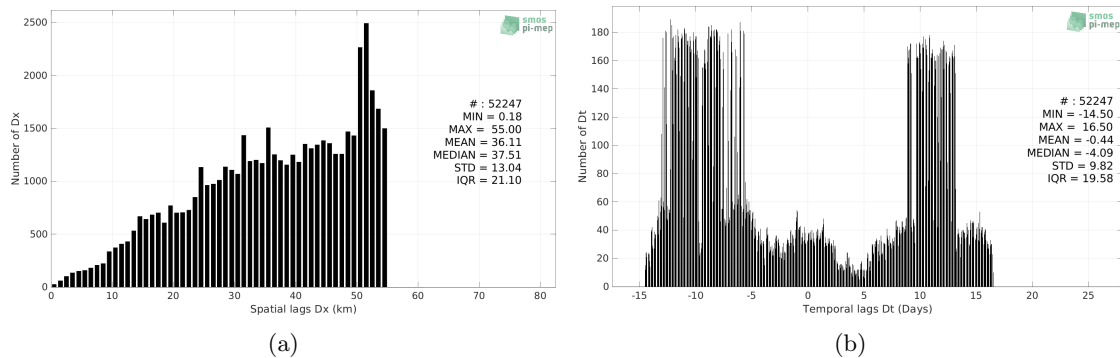 2500
2000
1500
1000
500
0
Number of Dx
0 10 20 30 40 50 60 70 80
Spatial lags Dx (km)
smos
pi-mep
# : 52247
MIN = 0.18
MAX = 55.00
MEAN = 36.11
MEDIAN = 37.51
STD = 13.04
IQR = 21.10
(a)
180
160
140
120
100
80
60
40
20
0
Number of Dt
-15 -10 -5 0 5 10 15 20 25
Temporal lags Dt (Days)
smos
pi-mep
# : 52247
MIN = -14.50
MAX = 16.50
MEAN = -0.44
MEDIAN = -4.09
STD = 9.82
IQR = 19.58
(b)